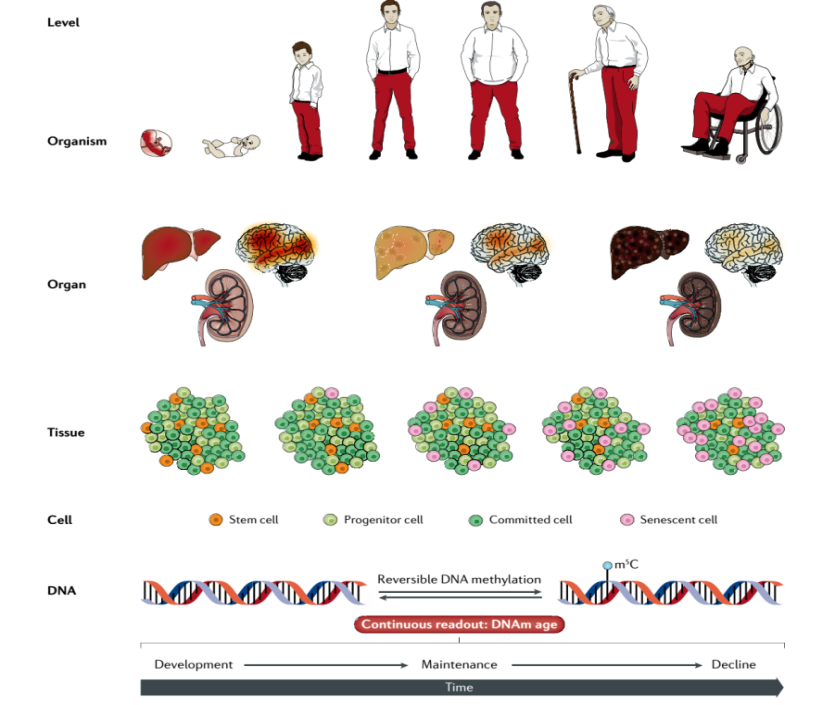 Level
Organism
Organ
Tissue
Cell
Stem cell
Progenitor cell
Committed cell
Senescent cell
DNA
Reversible DNA methylation
m⁵C
Continuous readout: DNAm age
Development
Maintenance
Decline
Time